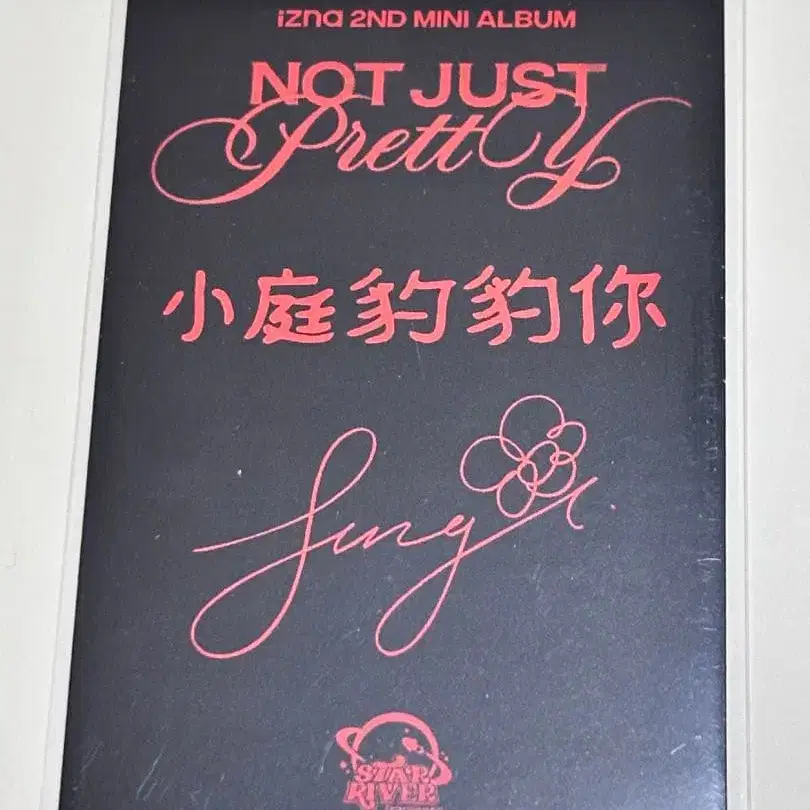 izna 2ND MINI ALBUM
NOT JUST
Pretty
小庭豹豹你
STAR
RIVER